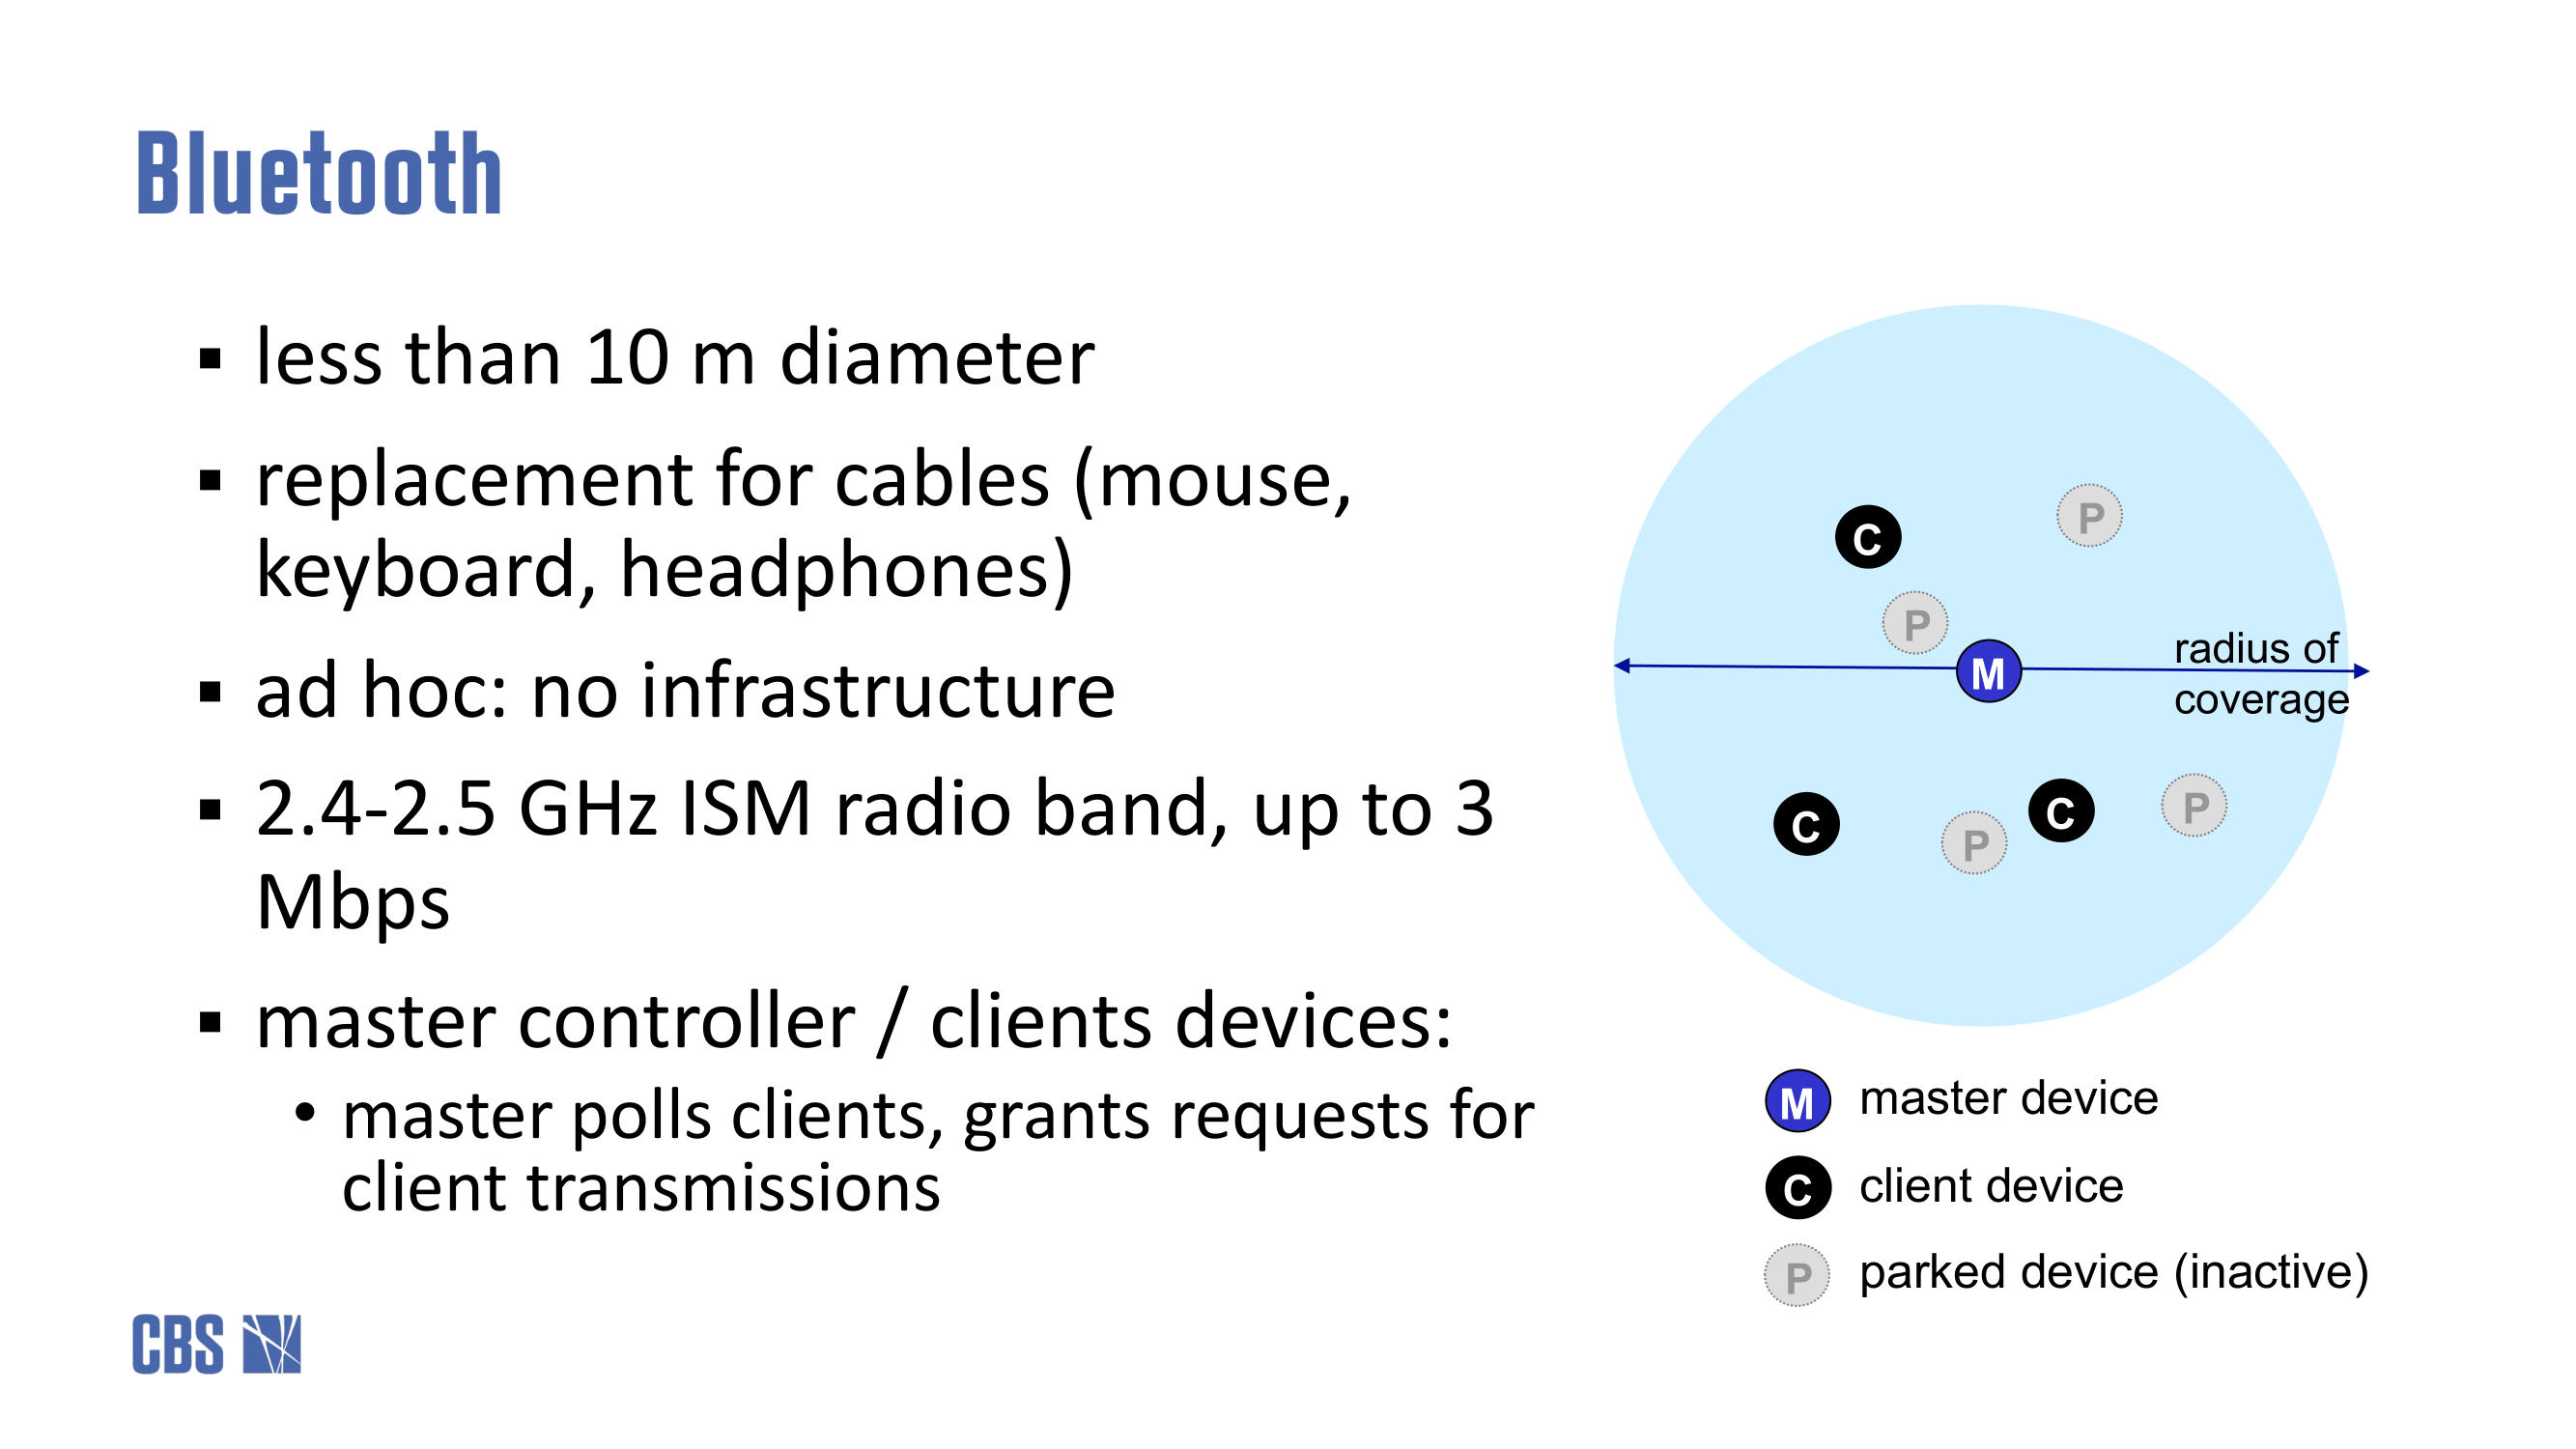 Bluetooth
▪ less than 10 m diameter
▪ replacement for cables (mouse,
keyboard, headphones)
▪ ad hoc: no infrastructure
▪ 2.4-2.5 GHz ISM radio band, up to 3
Mbps
▪ master controller / clients devices:
• master polls clients, grants requests for
client transmissions
C
P
P
M
radius of
coverage
C
P
C
P
M master device
C client device
P parked device (inactive)
CBS